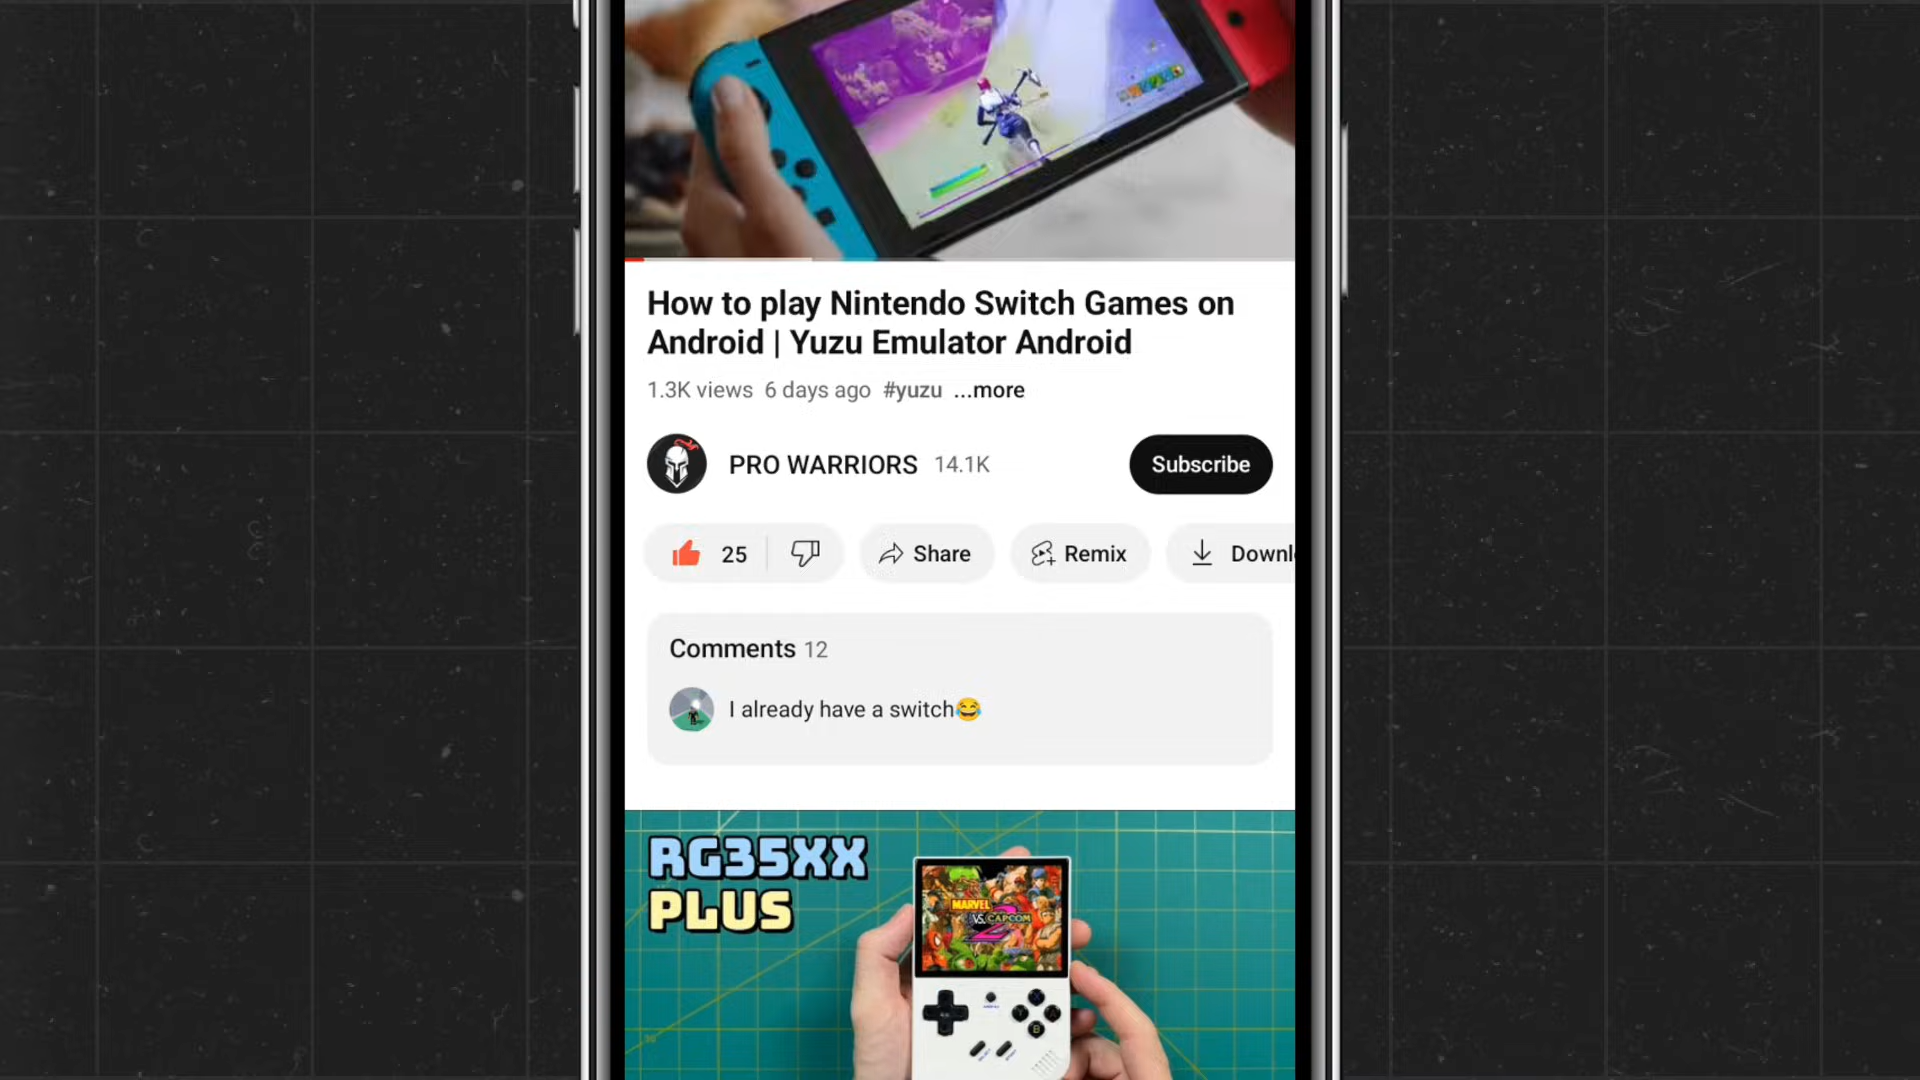 How to play Nintendo Switch Games on
Android | Yuzu Emulator Android
1.3K views 6 days ago #yuzu ...more
PRO WARRIORS 14.1K
Subscribe
25
Share
Remix
Downl
Comments 12
I already have a switch😂
RG35XX
PLUS
MARVEL
VS. CAPCOM
2